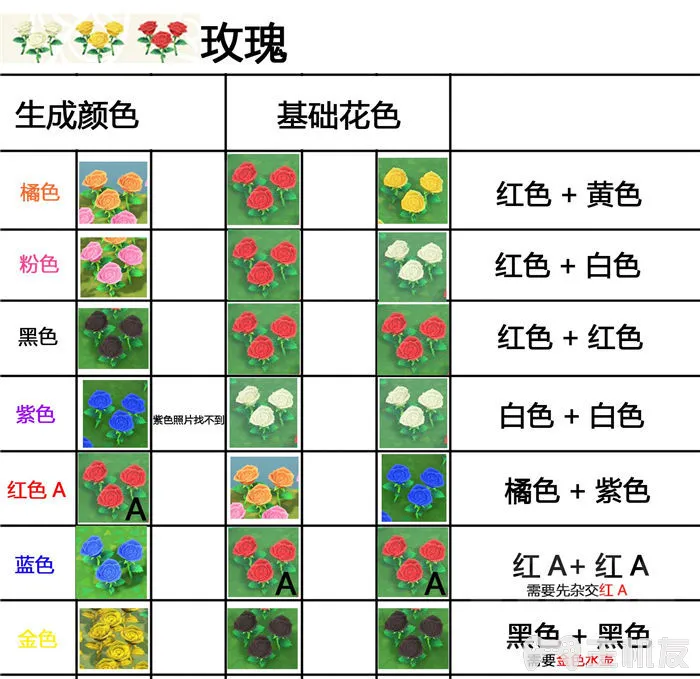 玫瑰
生成颜色 基础花色
橘色 红色 + 黄色
粉色 红色 + 白色
黑色 红色 + 红色
紫色 紫色照片找不到 白色 + 白色
红色 A A 橘色 + 紫色
蓝色 A A 红 A+ 红 A
需要先杂交红 A
金色 黑色 + 黑色
需要金色水壶